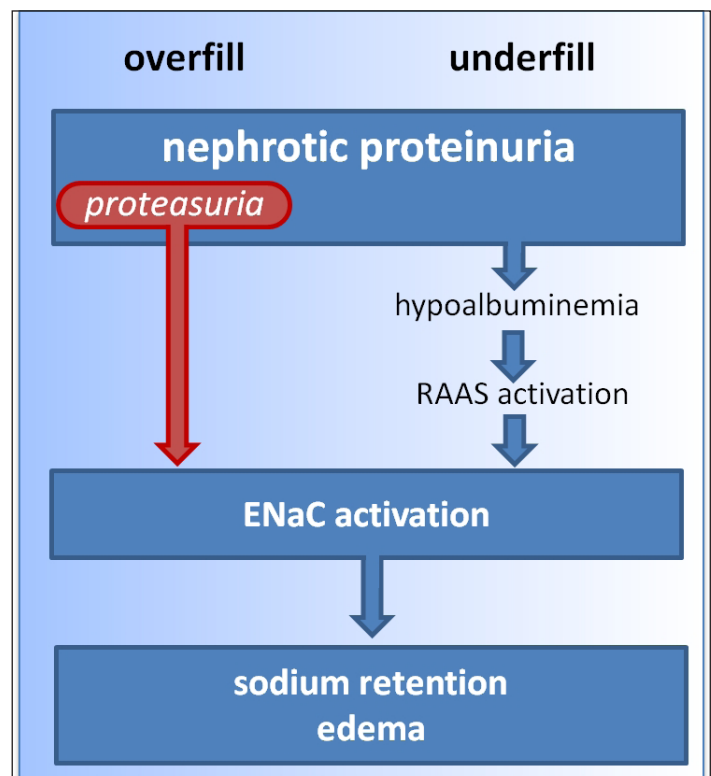 overfill underfill
nephrotic proteinuria
proteasuria
hypoalbuminemia
RAAS activation
ENaC activation
sodium retention
edema